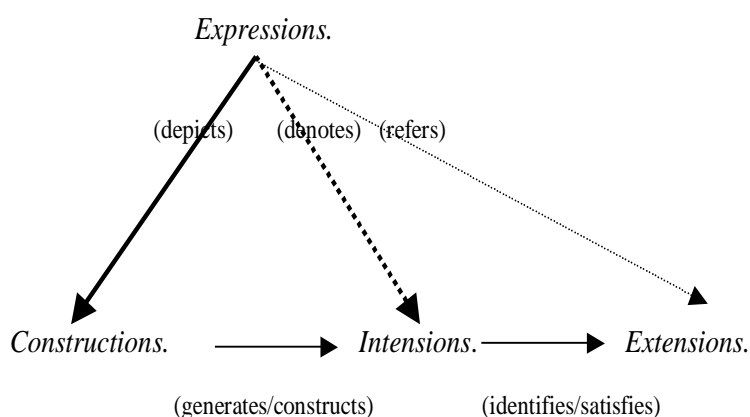 Expressions.
(depicts) (denotes) (refers)
Constructions. Intensions. Extensions.
(generates/constructs) (identifies/satisfies)